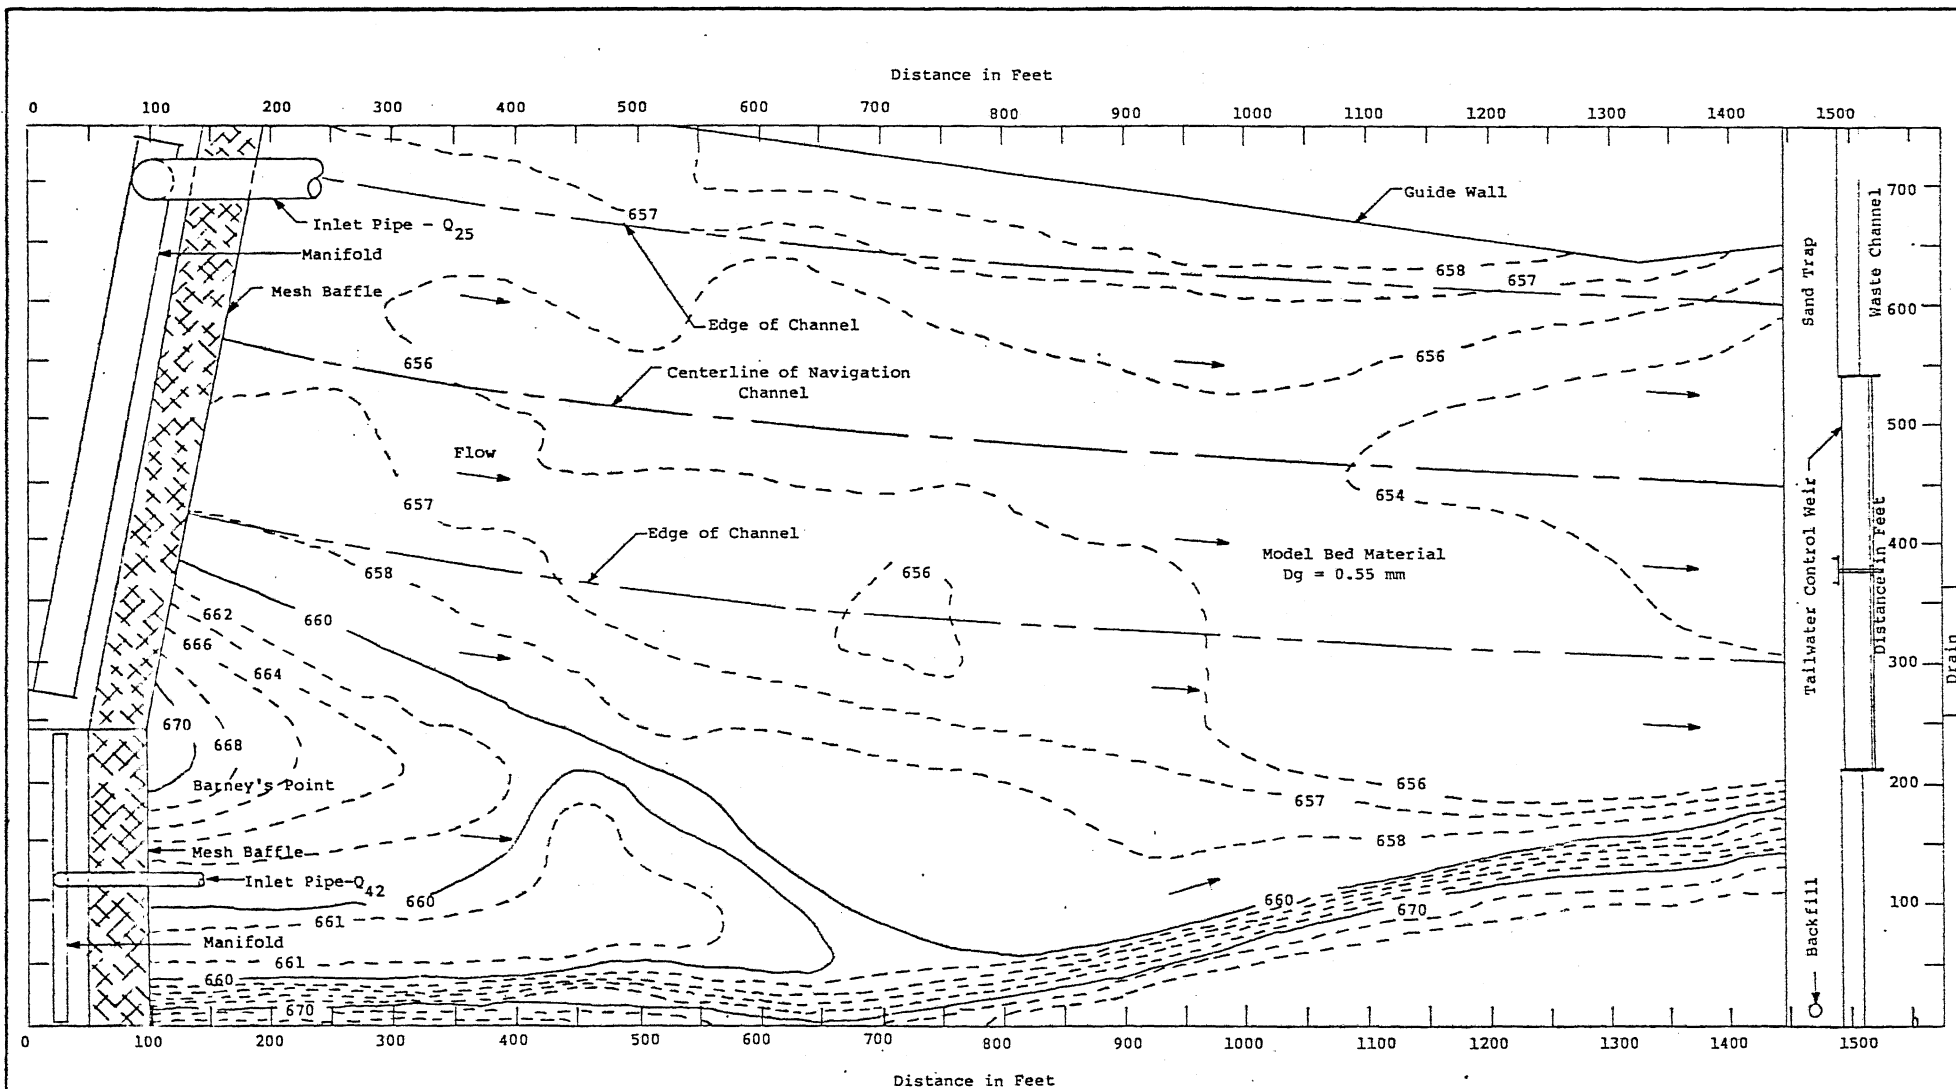 Distance in Feet
0 100 200 300 400 500 600 700 800 900 1000 1100 1200 1300 1400 1500
Guide Wall
700
657
Inlet Pipe - Q25
Manifold
658
657
Mesh Baffle
Sand Trap
Waste Channel
600
Edge of Channel
656
656
Centerline of Navigation
Channel
500
Flow
654
657
Edge of Channel
Model Bed Material
Dg = 0.55 mm
400
658
656
Tailwater Control Weir
Distance in Feet
662
660
666
664
300
Drain
670
668
Barney's Point
656
200
657
658
Mesh Baffle
Inlet Pipe-Q42
660
660
670
100
661
Manifold
661
Backfill
660
670
0 100 200 300 400 500 600 700 800 900 1000 1100 1200 1300 1400 1500
Distance in Feet